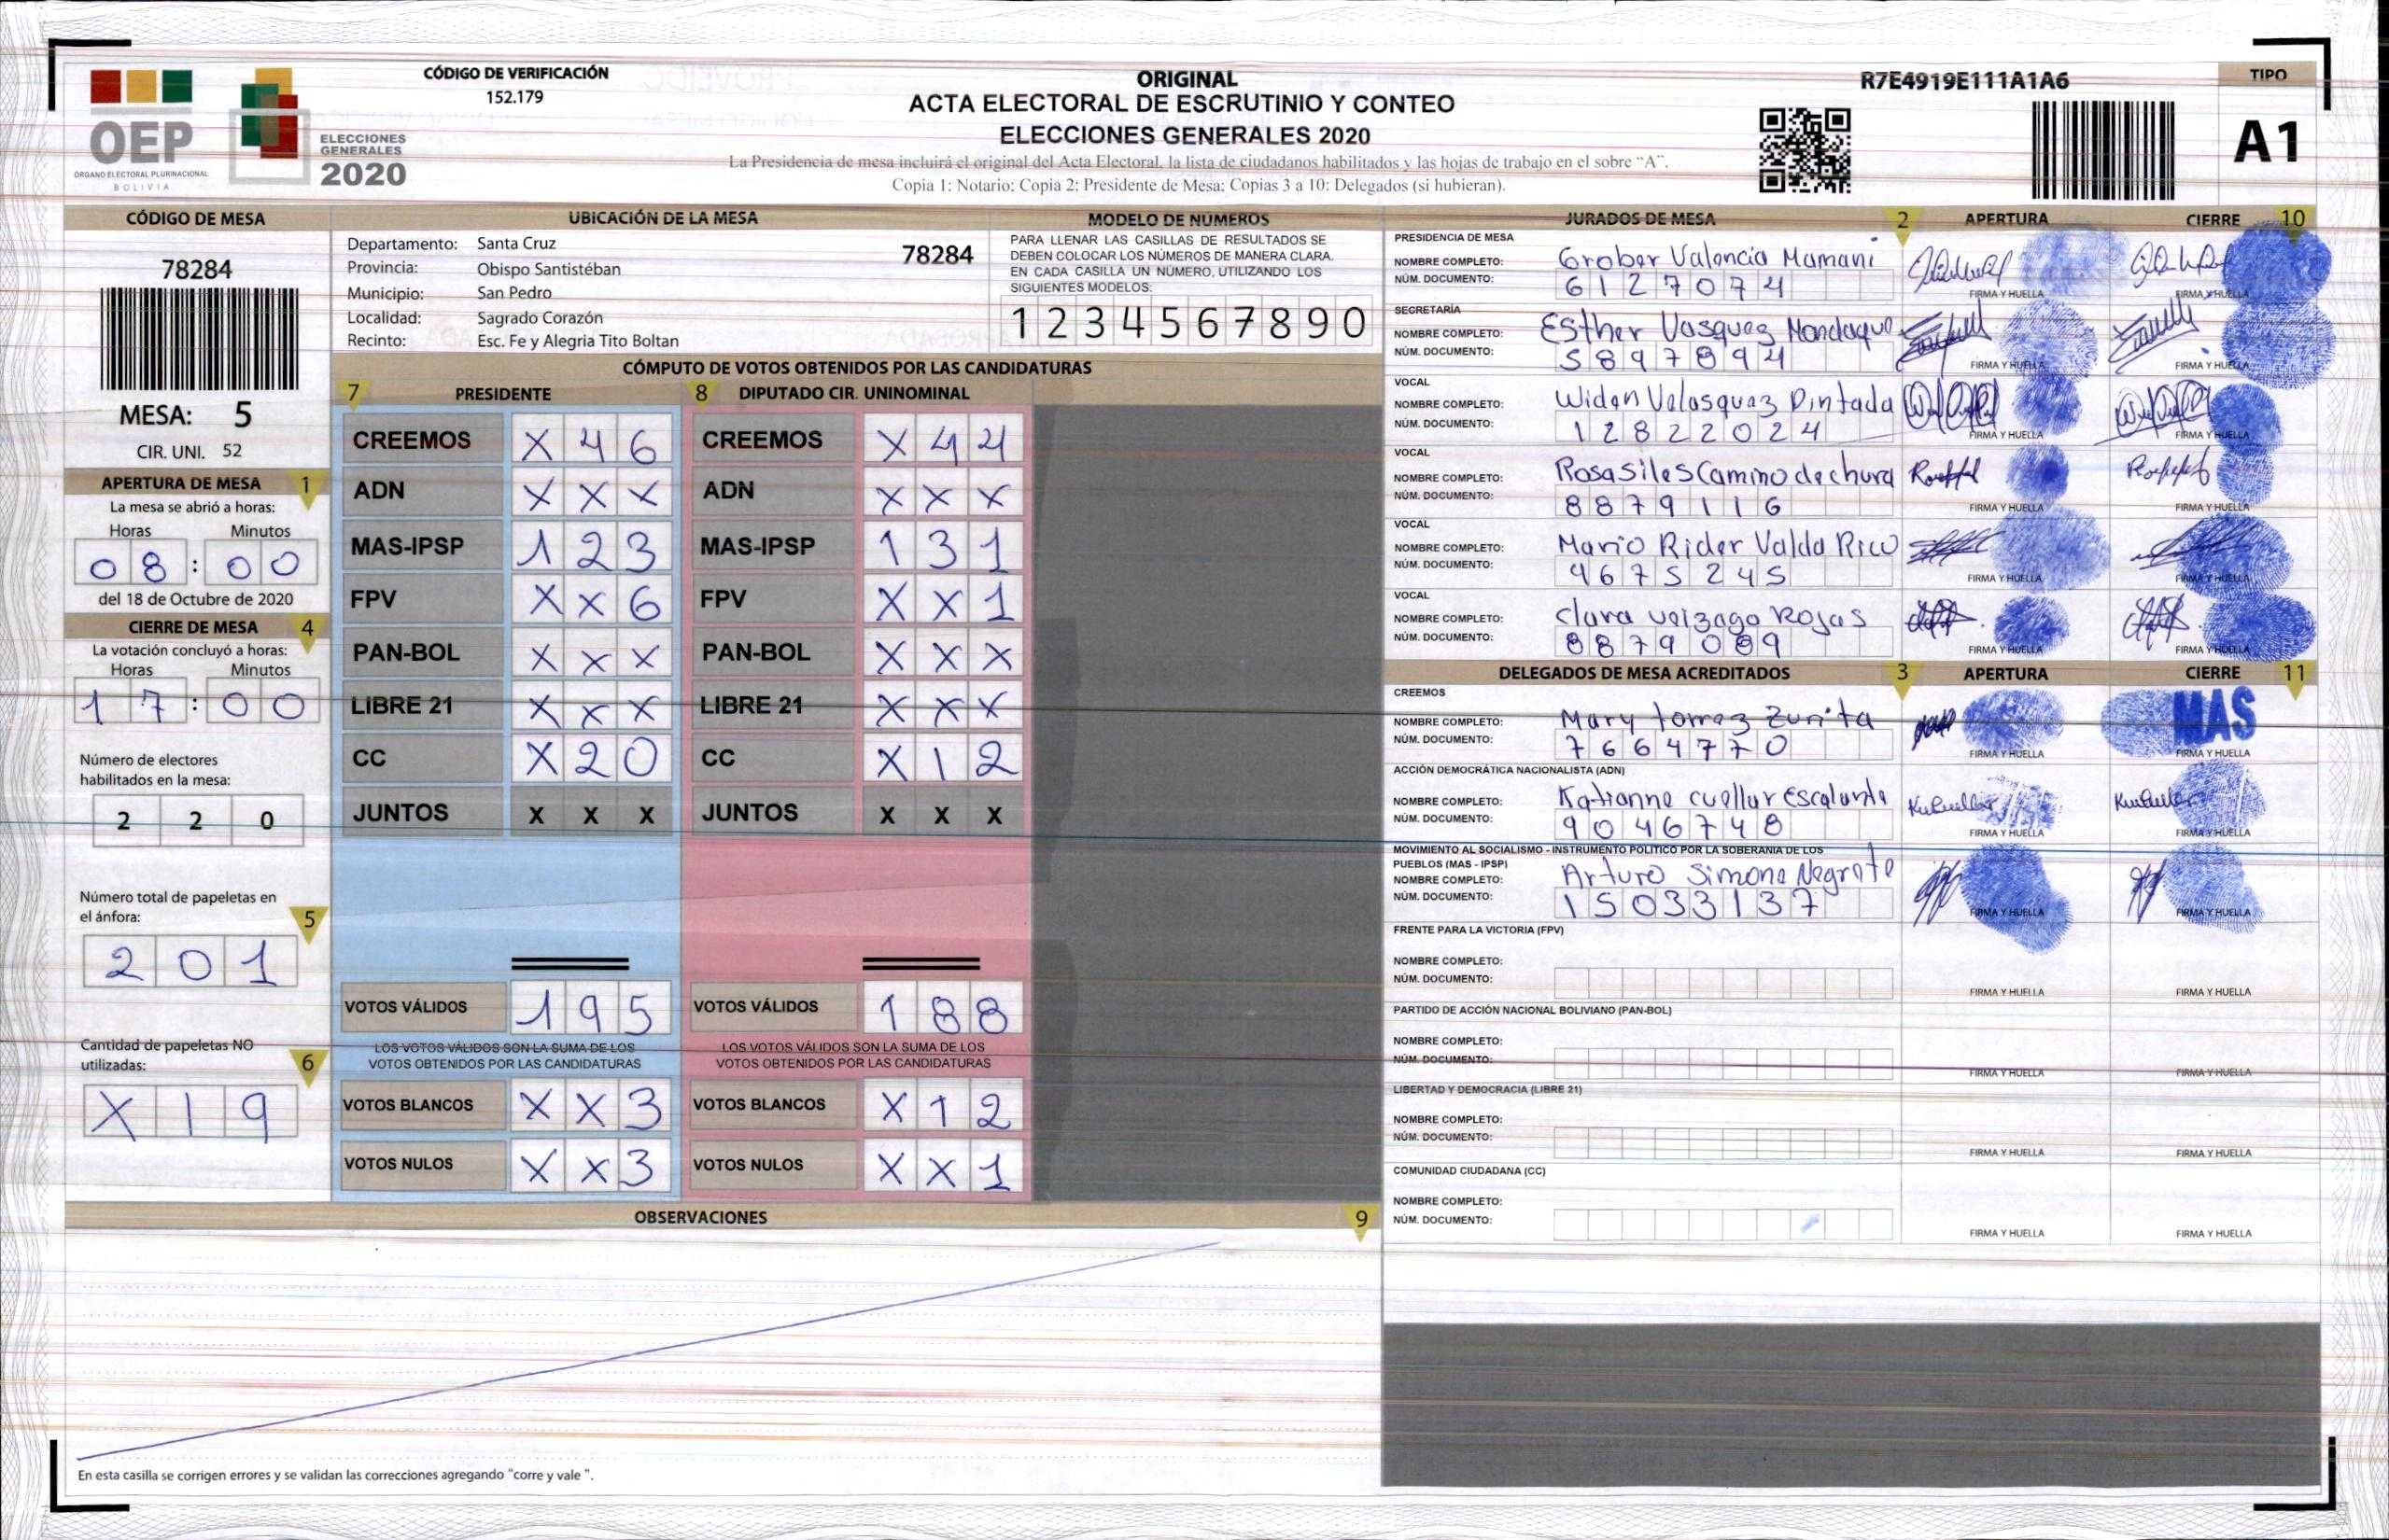 CÓDIGO DE VERIFICACIÓN
152.179
OEP
ÓRGANO ELECTORAL PLURINACIONAL
BOLIVIA
ELECCIONES
GENERALES
2020
ORIGINAL
ACTA ELECTORAL DE ESCRUTINIO Y CONTEO
ELECCIONES GENERALES 2020
La Presidencia de mesa incluirá el original del Acta Electoral, la lista de ciudadanos habilitados y las hojas de trabajo en el sobre "A".
Copia 1: Notario; Copia 2: Presidente de Mesa; Copias 3 a 10: Delegados (si hubieran).
R7E4919E111A1A6
TIPO
A1
CÓDIGO DE MESA
78284
MESA: 5
CIR. UNI. 52
APERTURA DE MESA 1
La mesa se abrió a horas:
Horas Minutos
08:00
del 18 de Octubre de 2020
CIERRE DE MESA 4
La votación concluyó a horas:
Horas Minutos
17:00
Número de electores
habilitados en la mesa:
2 2 0
Número total de papeletas en
el ánfora: 5
2 0 1
Cantidad de papeletas NO
utilizadas: 6
X 1 9
UBICACIÓN DE LA MESA
Departamento: Santa Cruz 78284
Provincia: Obispo Santistéban
Municipio: San Pedro
Localidad: Sagrado Corazón
Recinto: Esc. Fe y Alegria Tito Boltan
MODELO DE NÚMEROS
PARA LLENAR LAS CASILLAS DE RESULTADOS SE
DEBEN COLOCAR LOS NÚMEROS DE MANERA CLARA.
EN CADA CASILLA UN NÚMERO, UTILIZANDO LOS
SIGUIENTES MODELOS:
1 2 3 4 5 6 7 8 9 0
CÓMPUTO DE VOTOS OBTENIDOS POR LAS CANDIDATURAS
7 PRESIDENTE
CREEMOS X 4 6
ADN X X X
MAS-IPSP 1 2 3
FPV X X 6
PAN-BOL X X X
LIBRE 21 X X X
CC X 2 0
JUNTOS X X X
VOTOS VÁLIDOS 1 9 5
LOS VOTOS VÁLIDOS SON LA SUMA DE LOS
VOTOS OBTENIDOS POR LAS CANDIDATURAS
VOTOS BLANCOS X X 3
VOTOS NULOS X X 3
8 DIPUTADO CIR. UNINOMINAL
CREEMOS X 4 4
ADN X X X
MAS-IPSP 1 3 1
FPV X X 1
PAN-BOL X X X
LIBRE 21 X X X
CC X 1 2
JUNTOS X X X
VOTOS VÁLIDOS 1 8 8
LOS VOTOS VÁLIDOS SON LA SUMA DE LOS
VOTOS OBTENIDOS POR LAS CANDIDATURAS
VOTOS BLANCOS X 1 2
VOTOS NULOS X X 1
OBSERVACIONES 9
En esta casilla se corrigen errores y se validan las correcciones agregando "corre y vale ".
JURADOS DE MESA 2 APERTURA CIERRE 10
PRESIDENCIA DE MESA
NOMBRE COMPLETO: Grober Valencia Mamani
NÚM. DOCUMENTO: 6127074
FIRMA Y HUELLA FIRMA Y HUELLA
SECRETARÍA
NOMBRE COMPLETO: Esther Vasquez Mondaque
NÚM. DOCUMENTO: 5897894
FIRMA Y HUELLA FIRMA Y HUELLA
VOCAL
NOMBRE COMPLETO: Widen Velasquez Pintada
NÚM. DOCUMENTO: 12822024
FIRMA Y HUELLA FIRMA Y HUELLA
VOCAL
NOMBRE COMPLETO: Rosa Siles Camino de chura
NÚM. DOCUMENTO: 8879116
FIRMA Y HUELLA FIRMA Y HUELLA
VOCAL
NOMBRE COMPLETO: Mario Rider Valda Rico
NÚM. DOCUMENTO: 4675245
FIRMA Y HUELLA FIRMA Y HUELLA
VOCAL
NOMBRE COMPLETO: Clara Veizaga Rojas
NÚM. DOCUMENTO: 8879089
FIRMA Y HUELLA FIRMA Y HUELLA
DELEGADOS DE MESA ACREDITADOS 3 APERTURA CIERRE 11
CREEMOS
NOMBRE COMPLETO: Mary torrez Zurita
NÚM. DOCUMENTO: 7664770
MAS
FIRMA Y HUELLA FIRMA Y HUELLA
ACCIÓN DEMOCRÁTICA NACIONALISTA (ADN)
NOMBRE COMPLETO: Katianne cuellar Escalante
NÚM. DOCUMENTO: 9046748
FIRMA Y HUELLA FIRMA Y HUELLA
MOVIMIENTO AL SOCIALISMO - INSTRUMENTO POLÍTICO POR LA SOBERANÍA DE LOS
PUEBLOS (MAS - IPSP)
NOMBRE COMPLETO: Arturo Simone Negrete
NÚM. DOCUMENTO: 15033137
FIRMA Y HUELLA FIRMA Y HUELLA
FRENTE PARA LA VICTORIA (FPV)
NOMBRE COMPLETO:
NÚM. DOCUMENTO:
FIRMA Y HUELLA FIRMA Y HUELLA
PARTIDO DE ACCIÓN NACIONAL BOLIVIANO (PAN-BOL)
NOMBRE COMPLETO:
NÚM. DOCUMENTO:
FIRMA Y HUELLA FIRMA Y HUELLA
LIBERTAD Y DEMOCRACIA (LIBRE 21)
NOMBRE COMPLETO:
NÚM. DOCUMENTO:
FIRMA Y HUELLA FIRMA Y HUELLA
COMUNIDAD CIUDADANA (CC)
NOMBRE COMPLETO:
NÚM. DOCUMENTO:
FIRMA Y HUELLA FIRMA Y HUELLA